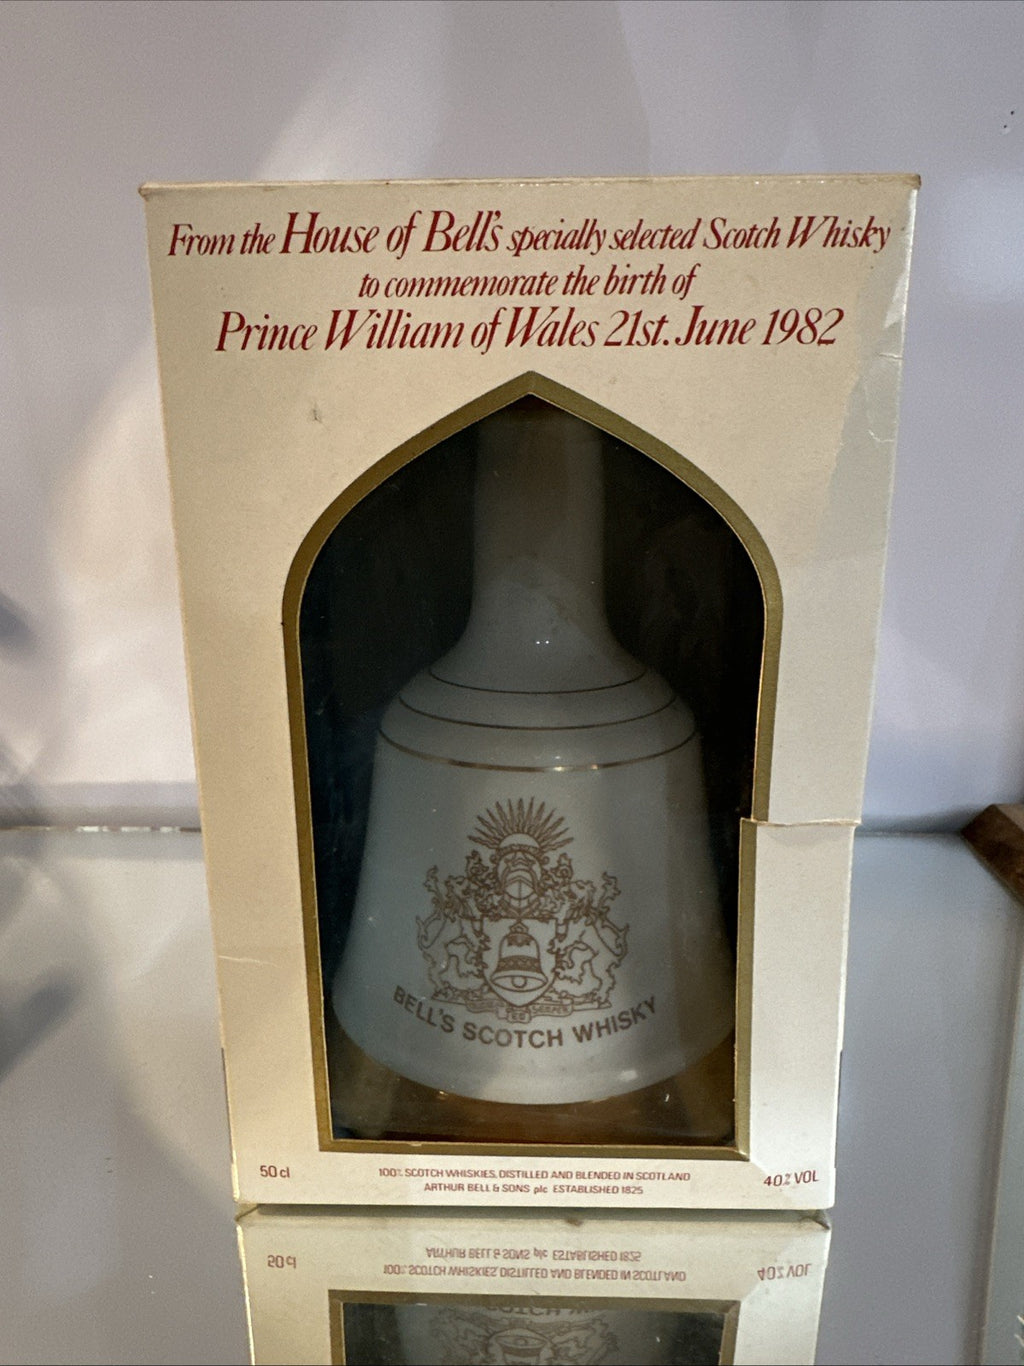 From the House of Bell's specially selected Scotch Whisky
to commemorate the birth of
Prince William of Wales 21st. June 1982
BELL'S SCOTCH WHISKY
50 cl
100% SCOTCH WHISKIES, DISTILLED AND BLENDED IN SCOTLAND
ARTHUR BELL & SONS plc ESTABLISHED 1825
40% VOL